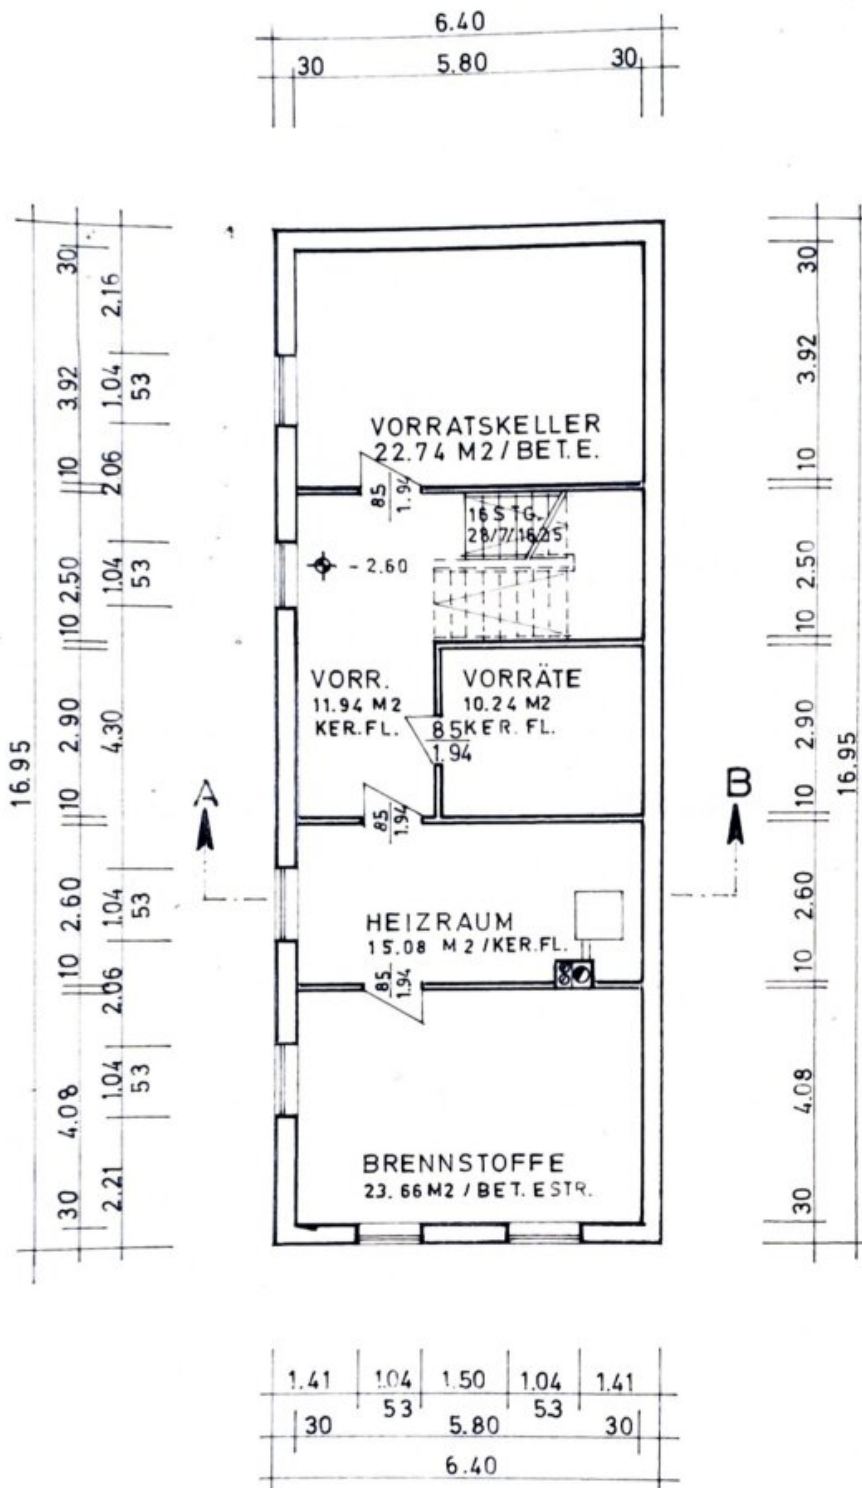 6.40
30 5.80 30
16.95
30 3.92 10 2.50 10 2.90 10 2.60 10 4.08 30
2.16 1.04 2.06 1.04 4.30 1.04 2.06 1.04 2.21
53 53 53 53
VORRATSKELLER
22.74 M2 / BET.E.
85
1.94
16 STG.
- 2.60
VORR.
11.94 M2
KER.FL.
VORRÄTE
10.24 M2
KER. FL.
85
1.94
85
1.94
A
B
HEIZRAUM
15.08 M2 / KER.FL.
85
1.94
BRENNSTOFFE
23.66 M2 / BET. ESTR.
30 3.92 10 2.50 10 2.90 10 2.60 10 4.08 30
16.95
1.41 1.04 1.50 1.04 1.41
53 53
30 5.80 30
6.40